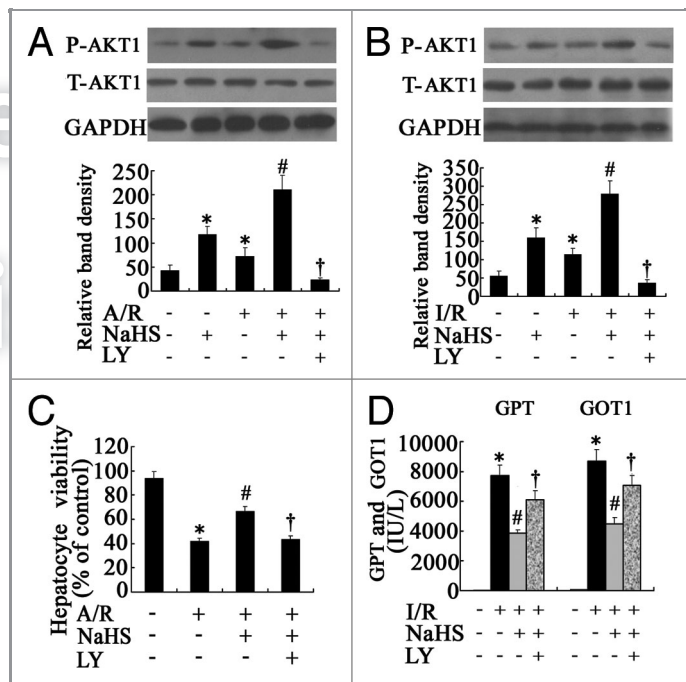 A
P-AKT1
T-AKT1
GAPDH
Relative band density
250
200
150
100
50
0
* * # †
A/R - - + + +
NaHS - + - + +
LY - - - - +
B
P-AKT1
T-AKT1
GAPDH
Relative band density
350
300
250
200
150
100
50
0
* * # †
I/R - - + + +
NaHS - + - + +
LY - - - - +
C
Hepatocyte viability
(% of control)
120
100
80
60
40
20
0
* # †
A/R - + + +
NaHS - - + +
LY - - - +
D
GPT GOT1
GPT and GOT1
(IU/L)
10000
8000
6000
4000
2000
0
* # † * # †
I/R - + + + - + + +
NaHS - - + + - - + +
LY - - - + - - - +